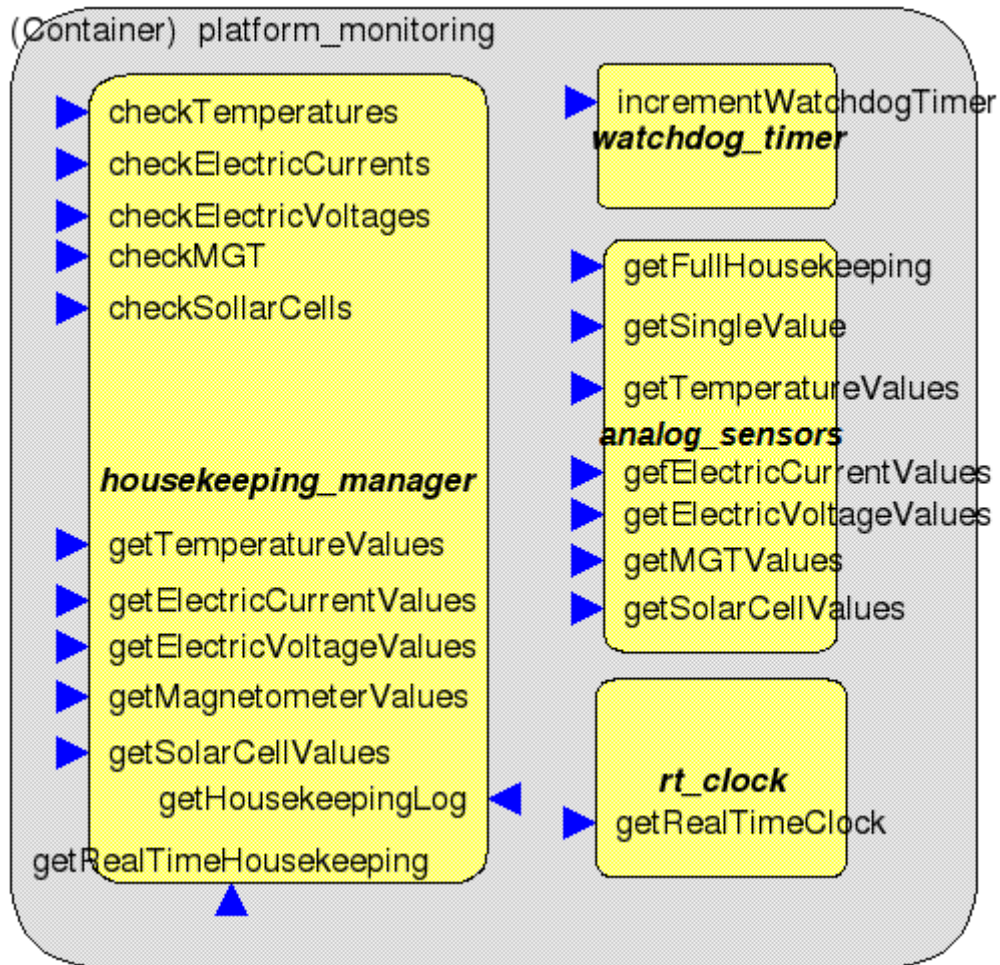 (Container) platform_monitoring
checkTemperatures
checkElectricCurrents
checkElectricVoltages
checkMGT
checkSollarCells
housekeeping_manager
getTemperatureValues
getElectricCurrentValues
getElectricVoltageValues
getMagnetometerValues
getSolarCellValues
getHousekeepingLog
getRealTimeHousekeeping
incrementWatchdogTimer
watchdog_timer
getFullHousekeeping
getSingleValue
getTemperatureValues
analog_sensors
getElectricCurrentValues
getElectricVoltageValues
getMGTValues
getSolarCellValues
rt_clock
getRealTimeClock